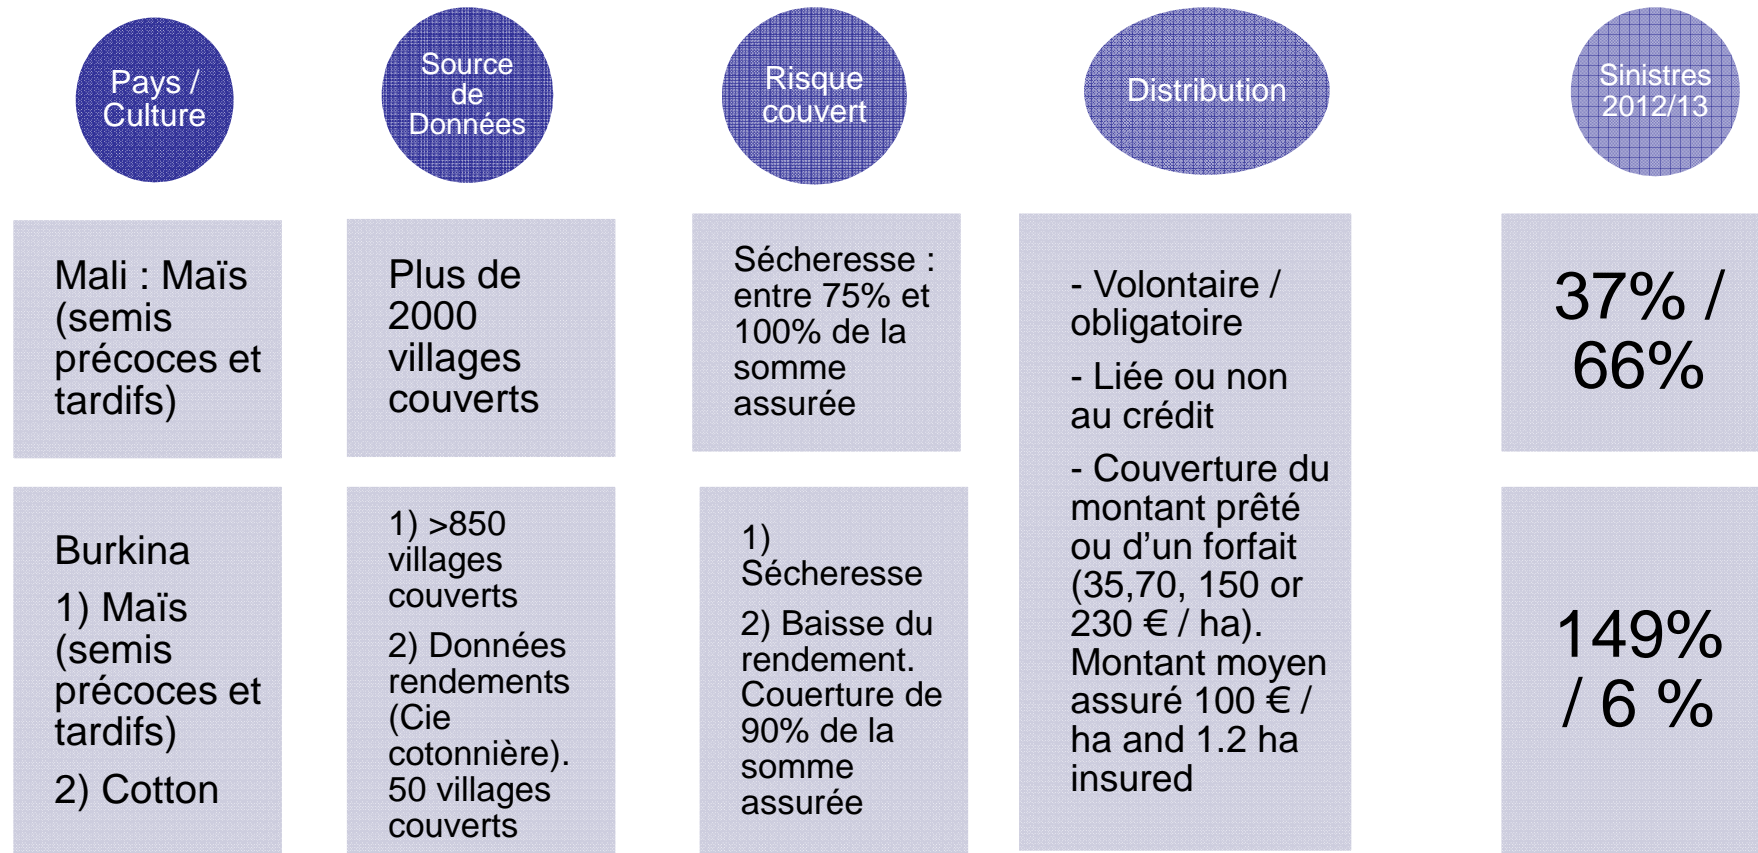 Pays /
Culture
Source
de
Données
Risque
couvert
Distribution
Sinistres
2012/13
Mali : Maïs
(semis
précoces et
tardifs)
Plus de
2000
villages
couverts
Sécheresse :
entre 75% et
100% de la
somme
assurée
- Volontaire /
obligatoire
- Liée ou non
au crédit
- Couverture du
montant prêté
ou d'un forfait
(35,70, 150 or
230 € / ha).
Montant moyen
assuré 100 € /
ha and 1.2 ha
insured
37% /
66%
Burkina
1) Maïs
(semis
précoces et
tardifs)
2) Cotton
1) >850
villages
couverts
2) Données
rendements
(Cie
cotonnière).
50 villages
couverts
1)
Sécheresse
2) Baisse du
rendement.
Couerture de
90% de la
somme
assurée
149%
/ 6 %